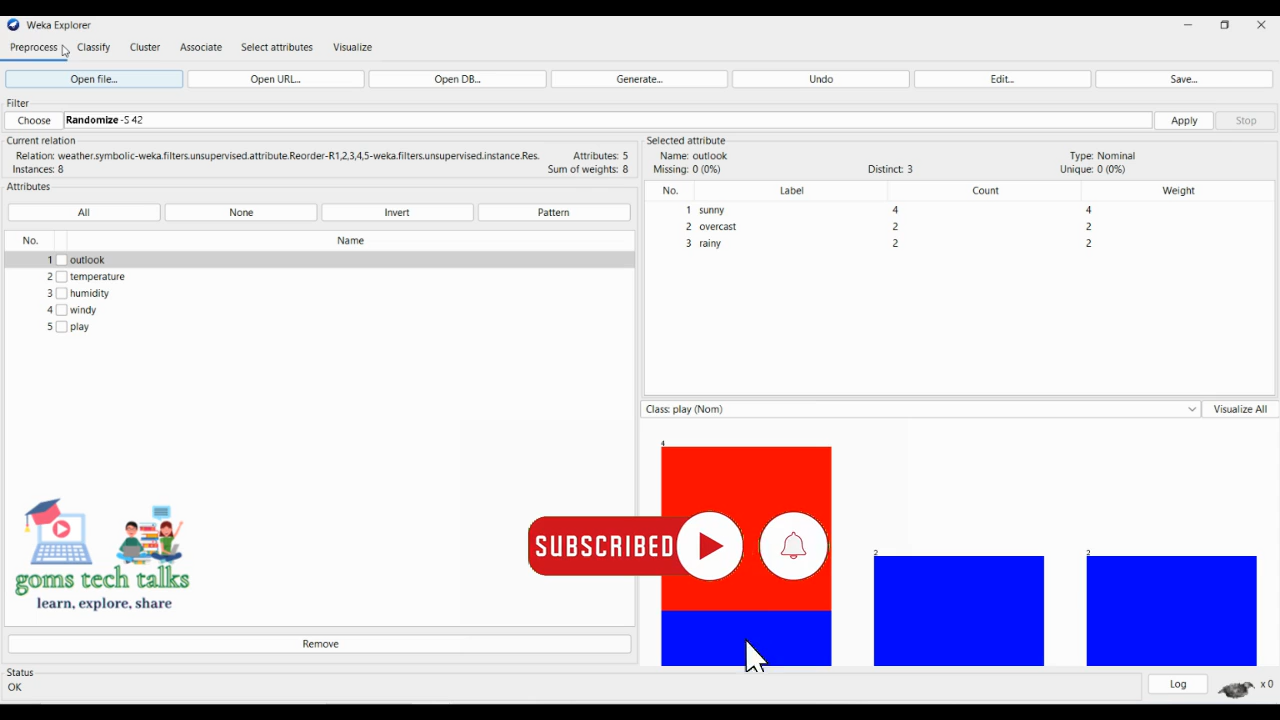 Weka Explorer
Preprocess Classify Cluster Associate Select attributes Visualize
Open file... Open URL... Open DB... Generate... Undo Edit... Save...
Filter
Choose Randomize -S 42 Apply Stop
Current relation
Relation: weather.symbolic-weka.filters.unsupervised.attribute.Reorder-R1,2,3,4,5-weka.filters.unsupervised.instance.Res. Attributes: 5
Instances: 8 Sum of weights: 8
Attributes
All None Invert Pattern
No. Name
1 outlook
2 temperature
3 humidity
4 windy
5 play
Remove
Selected attribute
Name: outlook Type: Nominal
Missing: 0 (0%) Distinct: 3 Unique: 0 (0%)
No. Label Count Weight
1 sunny 4 4
2 overcast 2 2
3 rainy 2 2
Class: play (Nom) Visualize All
4
2 2
SUBSCRIBED
goms tech talks
learn, explore, share
Status
OK
Log x 0